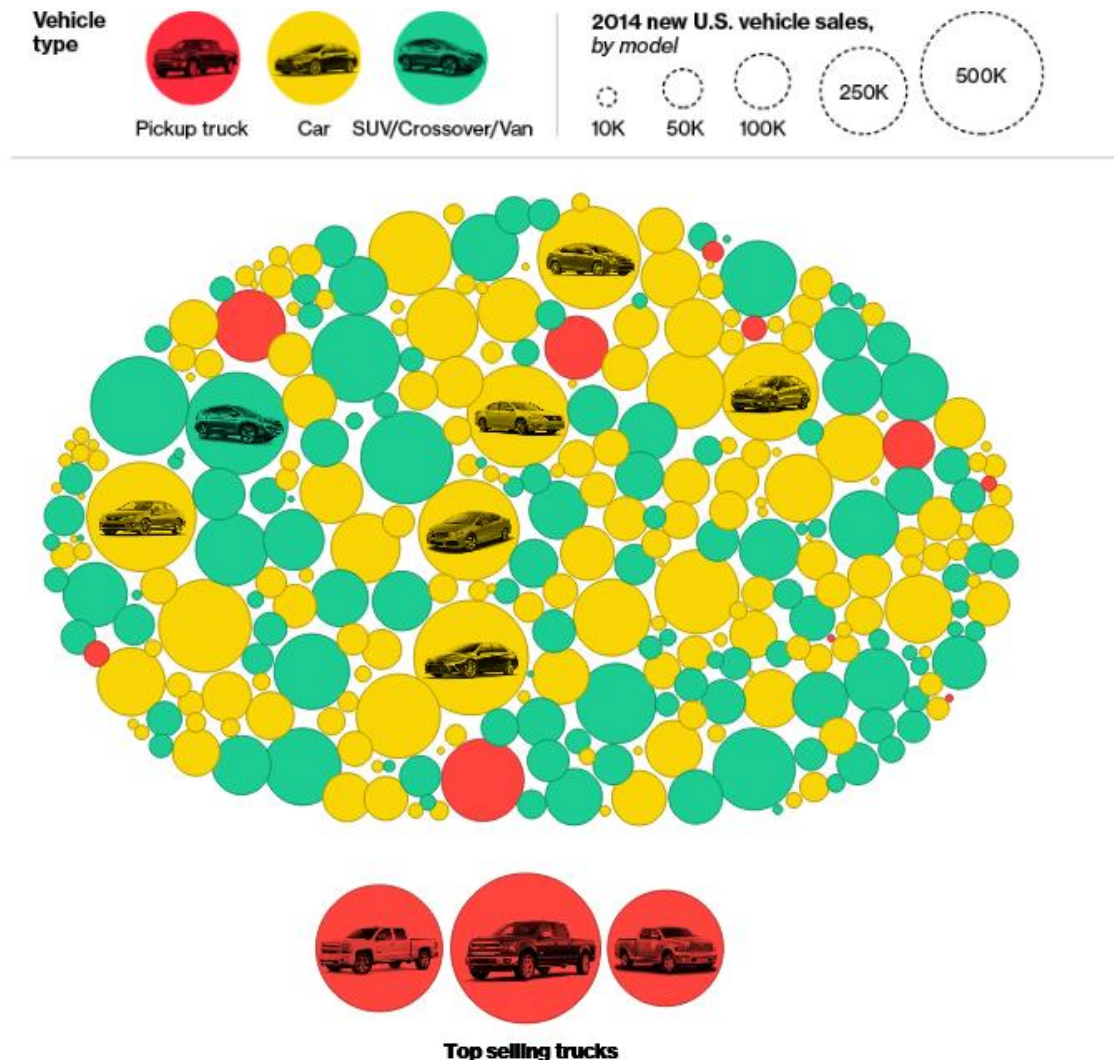 Vehicle
type
Pickup truck
Car
SUV/Crossover/Van
2014 new U.S. vehicle sales,
by model
10K
50K
100K
250K
500K
Top selling trucks